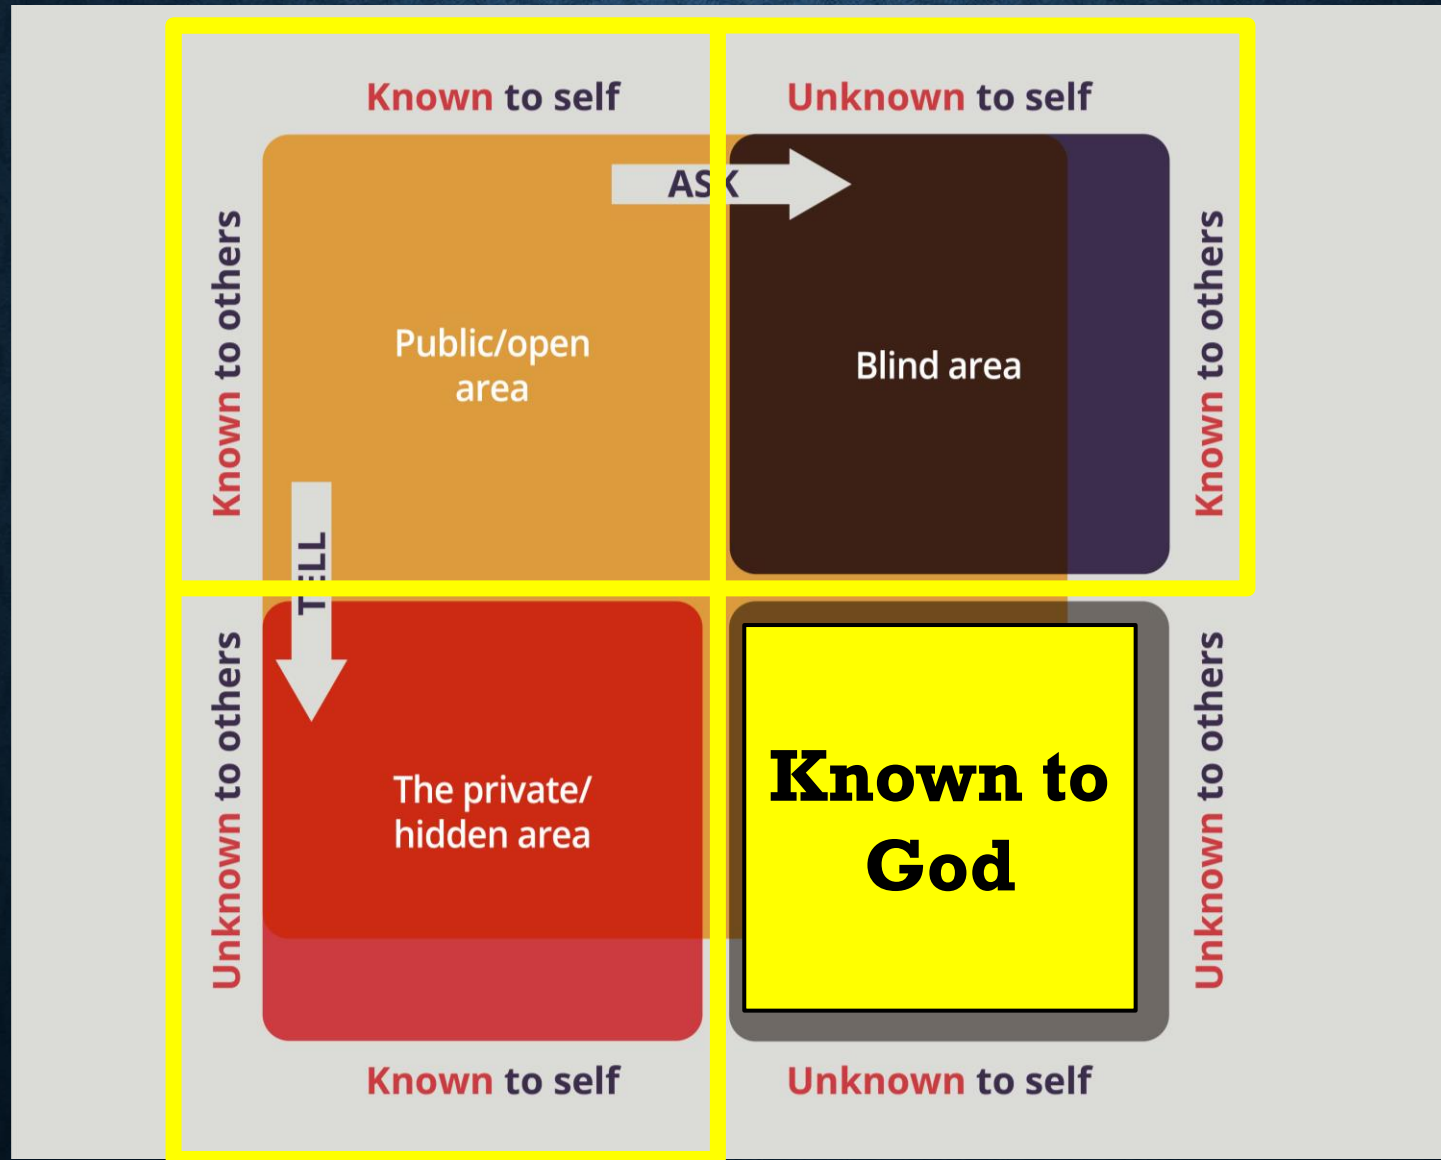 Known to self
Unknown to self
ASK
Known to others
Public/open
area
Blind area
Known to others
TELL
Unknown to others
The private/
hidden area
Known to
God
Unknown to others
Known to self
Unknown to self